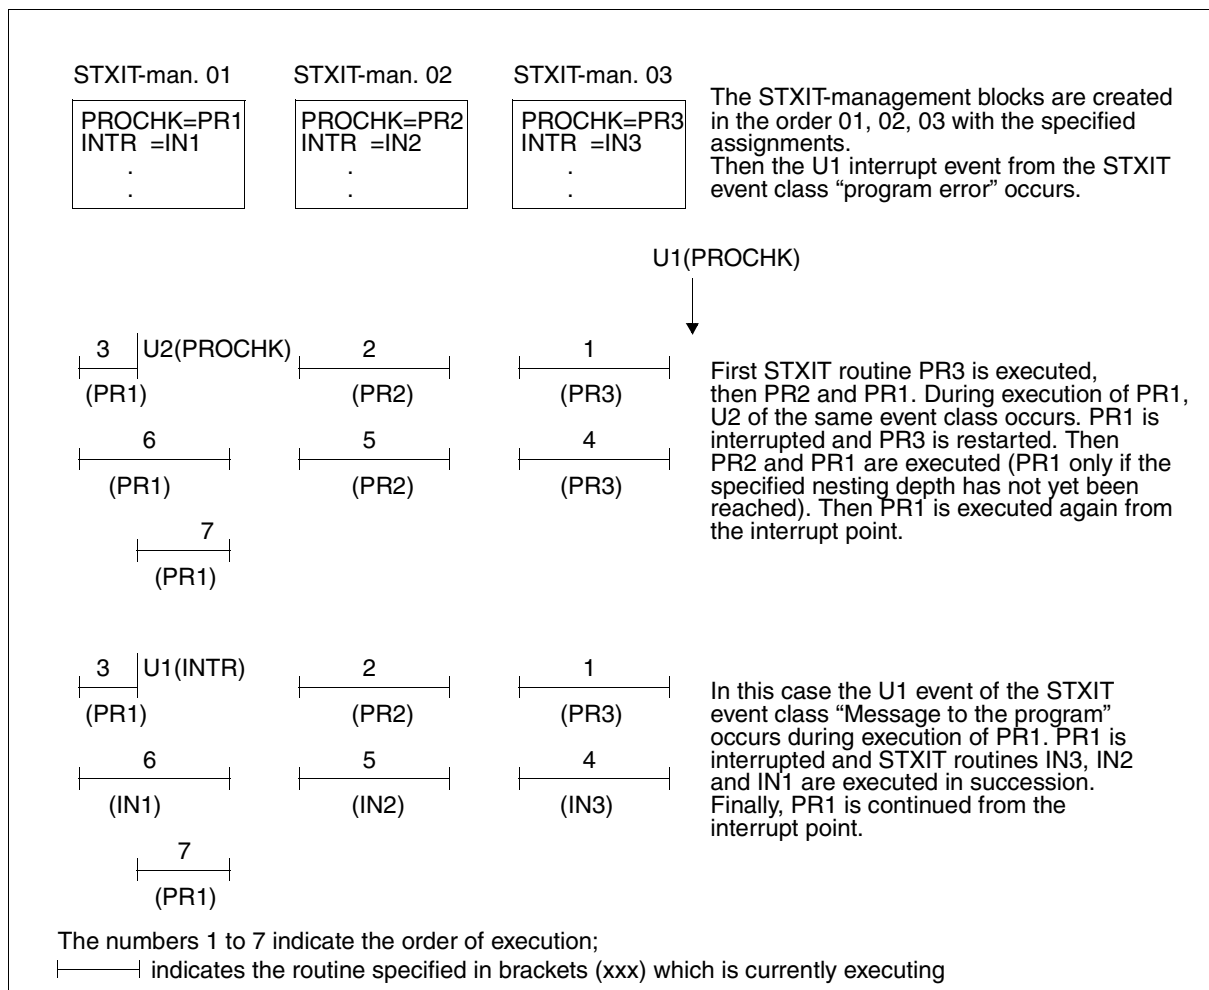 STXIT-man. 01 STXIT-man. 02 STXIT-man. 03
PROCHK=PR1
INTR =IN1
.
.
PROCHK=PR2
INTR =IN2
.
.
PROCHK=PR3
INTR =IN3
.
.
The STXIT-management blocks are created
in the order 01, 02, 03 with the specified
assignments.
Then the U1 interrupt event from the STXIT
event class “program error” occurs.
U1(PROCHK)
3 U2(PROCHK) 2 1
(PR1) (PR2) (PR3)
6 5 4
(PR1) (PR2) (PR3)
7
(PR1)
First STXIT routine PR3 is executed,
then PR2 and PR1. During execution of PR1,
U2 of the same event class occurs. PR1 is
interrupted and PR3 is restarted. Then
PR2 and PR1 are executed (PR1 only if the
specified nesting depth has not yet been
reached). Then PR1 is executed again from
the interrupt point.
3 U1(INTR) 2 1
(PR1) (PR2) (PR3)
6 5 4
(IN1) (IN2) (IN3)
7
(PR1)
In this case the U1 event of the STXIT
event class “Message to the program”
occurs during execution of PR1. PR1 is
interrupted and STXIT routines IN3, IN2
and IN1 are executed in succession.
Finally, PR1 is continued from the
interrupt point.
The numbers 1 to 7 indicate the order of execution;
indicates the routine specified in brackets (xxx) which is currently executing